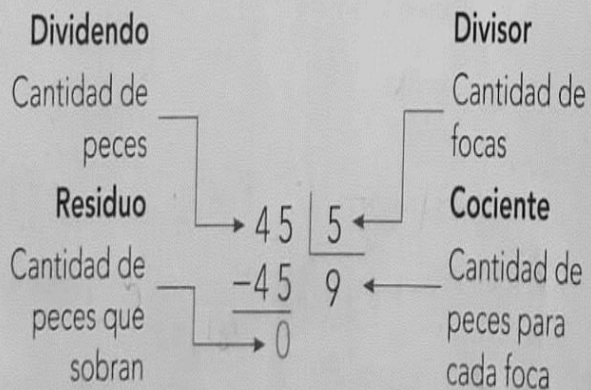 Dividendo
Cantidad de
peces
Residuo
Cantidad de
peces que
sobran
45 5
-45 9
0
Divisor
Cantidad de
focas
Cociente
Cantidad de
peces para
cada foca